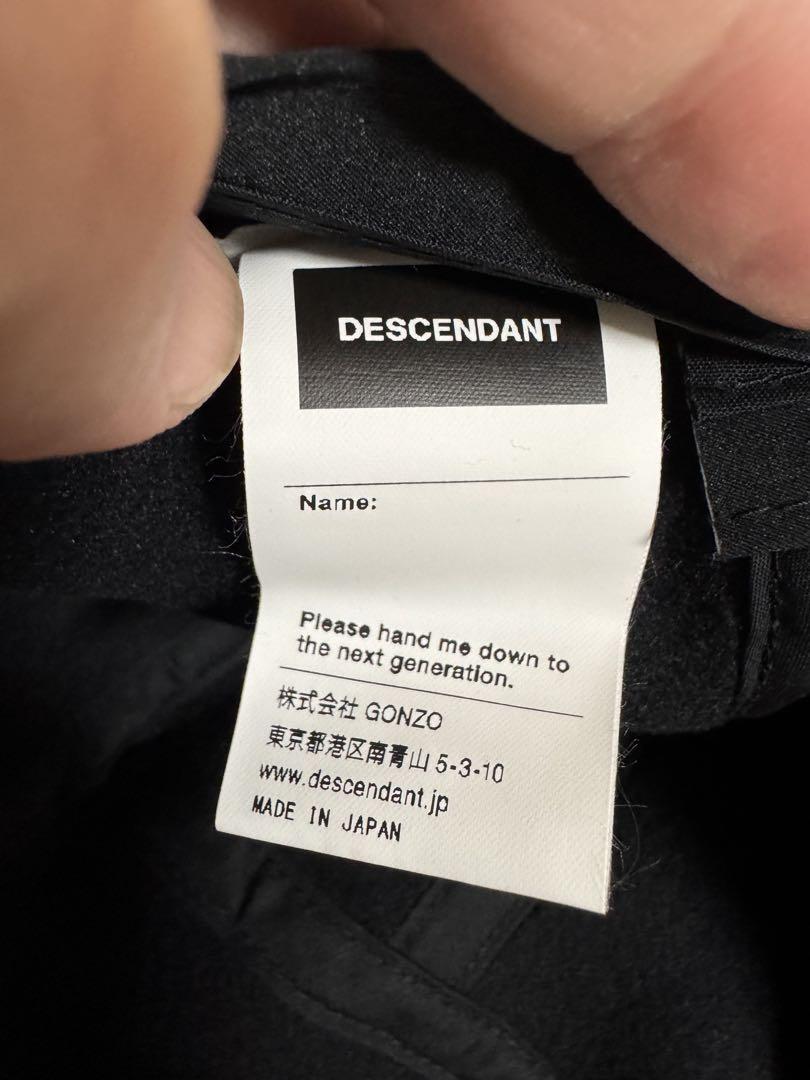 DESCENDANT
Name:
Please hand me down to
the next generation.
株式会社 GONZO
東京都港区南青山 5-3-10
www.descendant.jp
MADE IN JAPAN